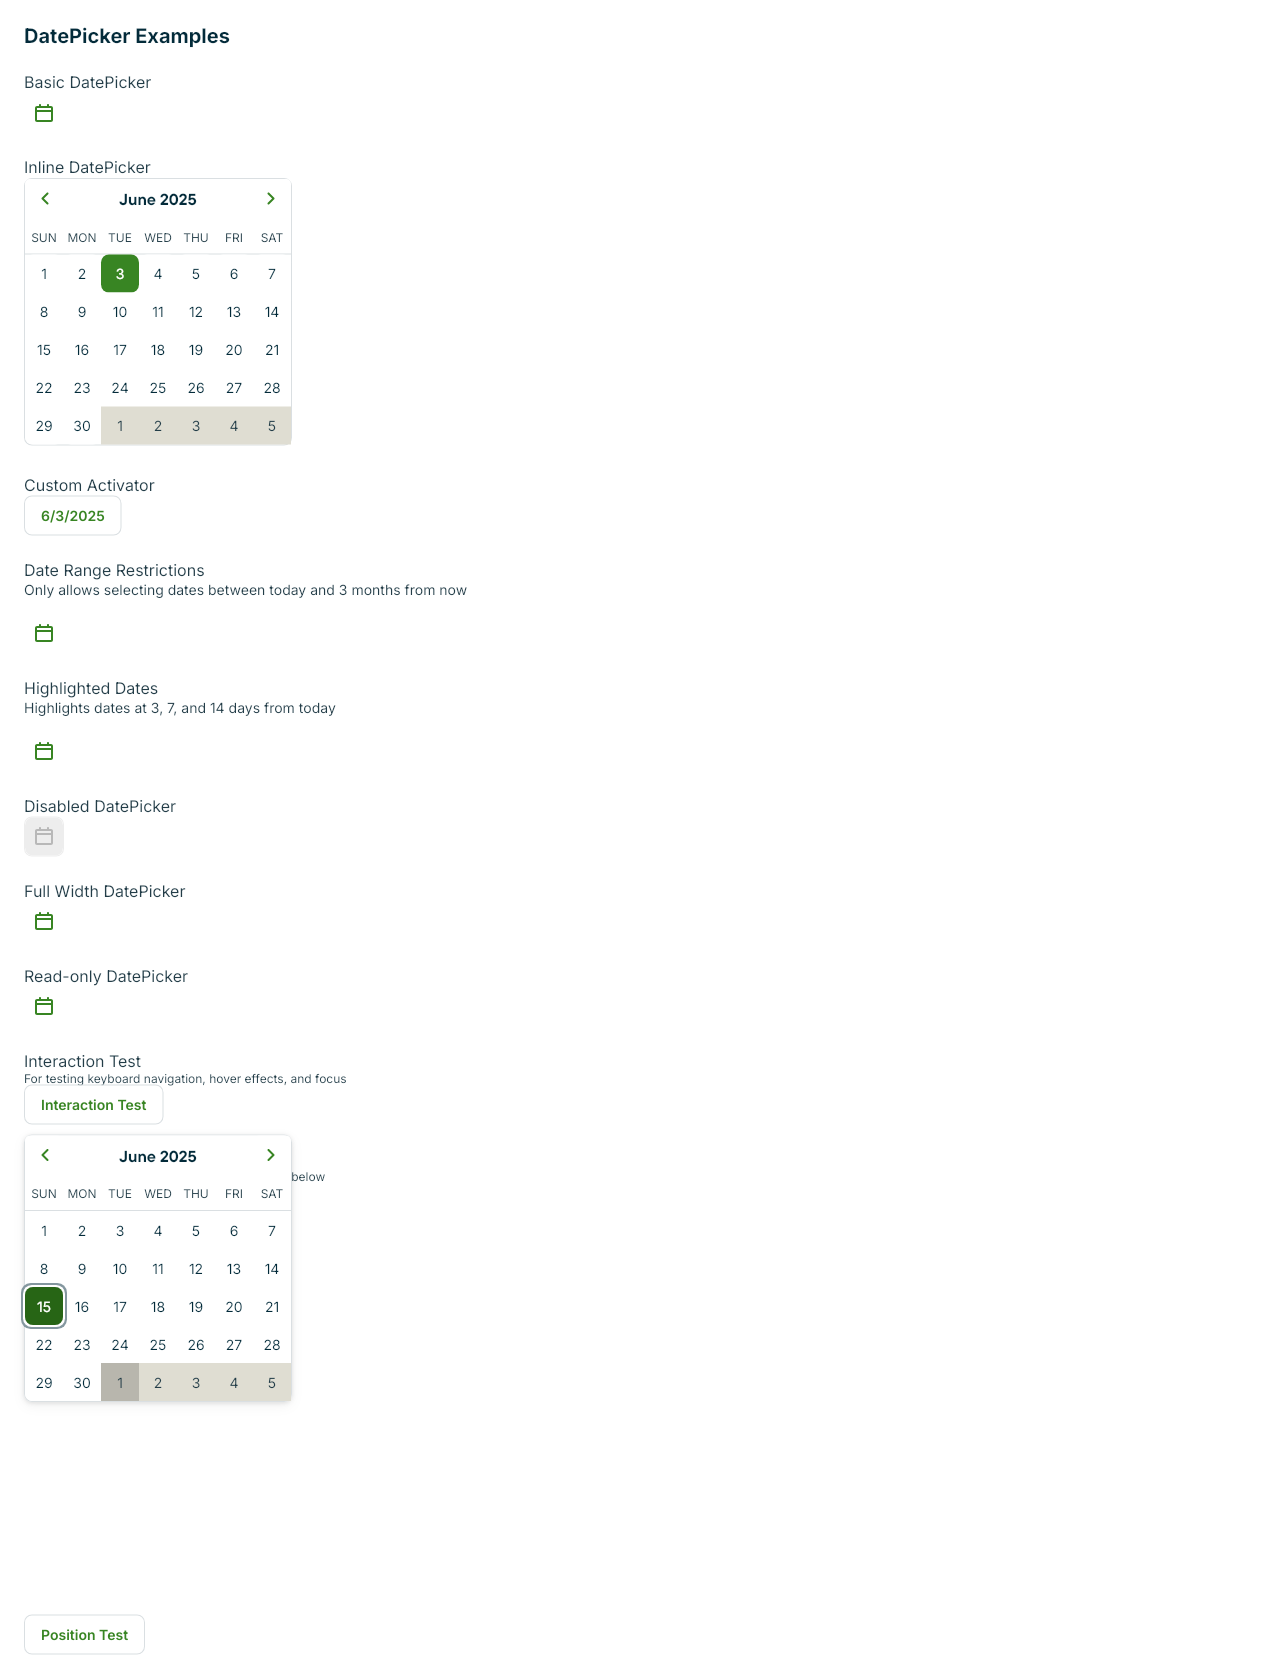 DatePicker Examples
Basic DatePicker
Inline DatePicker
June 2025
SUN MON TUE WED THU FRI SAT
1 2 3 4 5 6 7
8 9 10 11 12 13 14
15 16 17 18 19 20 21
22 23 24 25 26 27 28
29 30 1 2 3 4 5
Custom Activator
6/3/2025
Date Range Restrictions
Only allows selecting dates between today and 3 months from now
Highlighted Dates
Highlights dates at 3, 7, and 14 days from today
Disabled DatePicker
Full Width DatePicker
Read-only DatePicker
Interaction Test
For testing keyboard navigation, hover effects, and focus
Interaction Test
June 2025
below
SUN MON TUE WED THU FRI SAT
1 2 3 4 5 6 7
8 9 10 11 12 13 14
15 16 17 18 19 20 21
22 23 24 25 26 27 28
29 30 1 2 3 4 5
Position Test